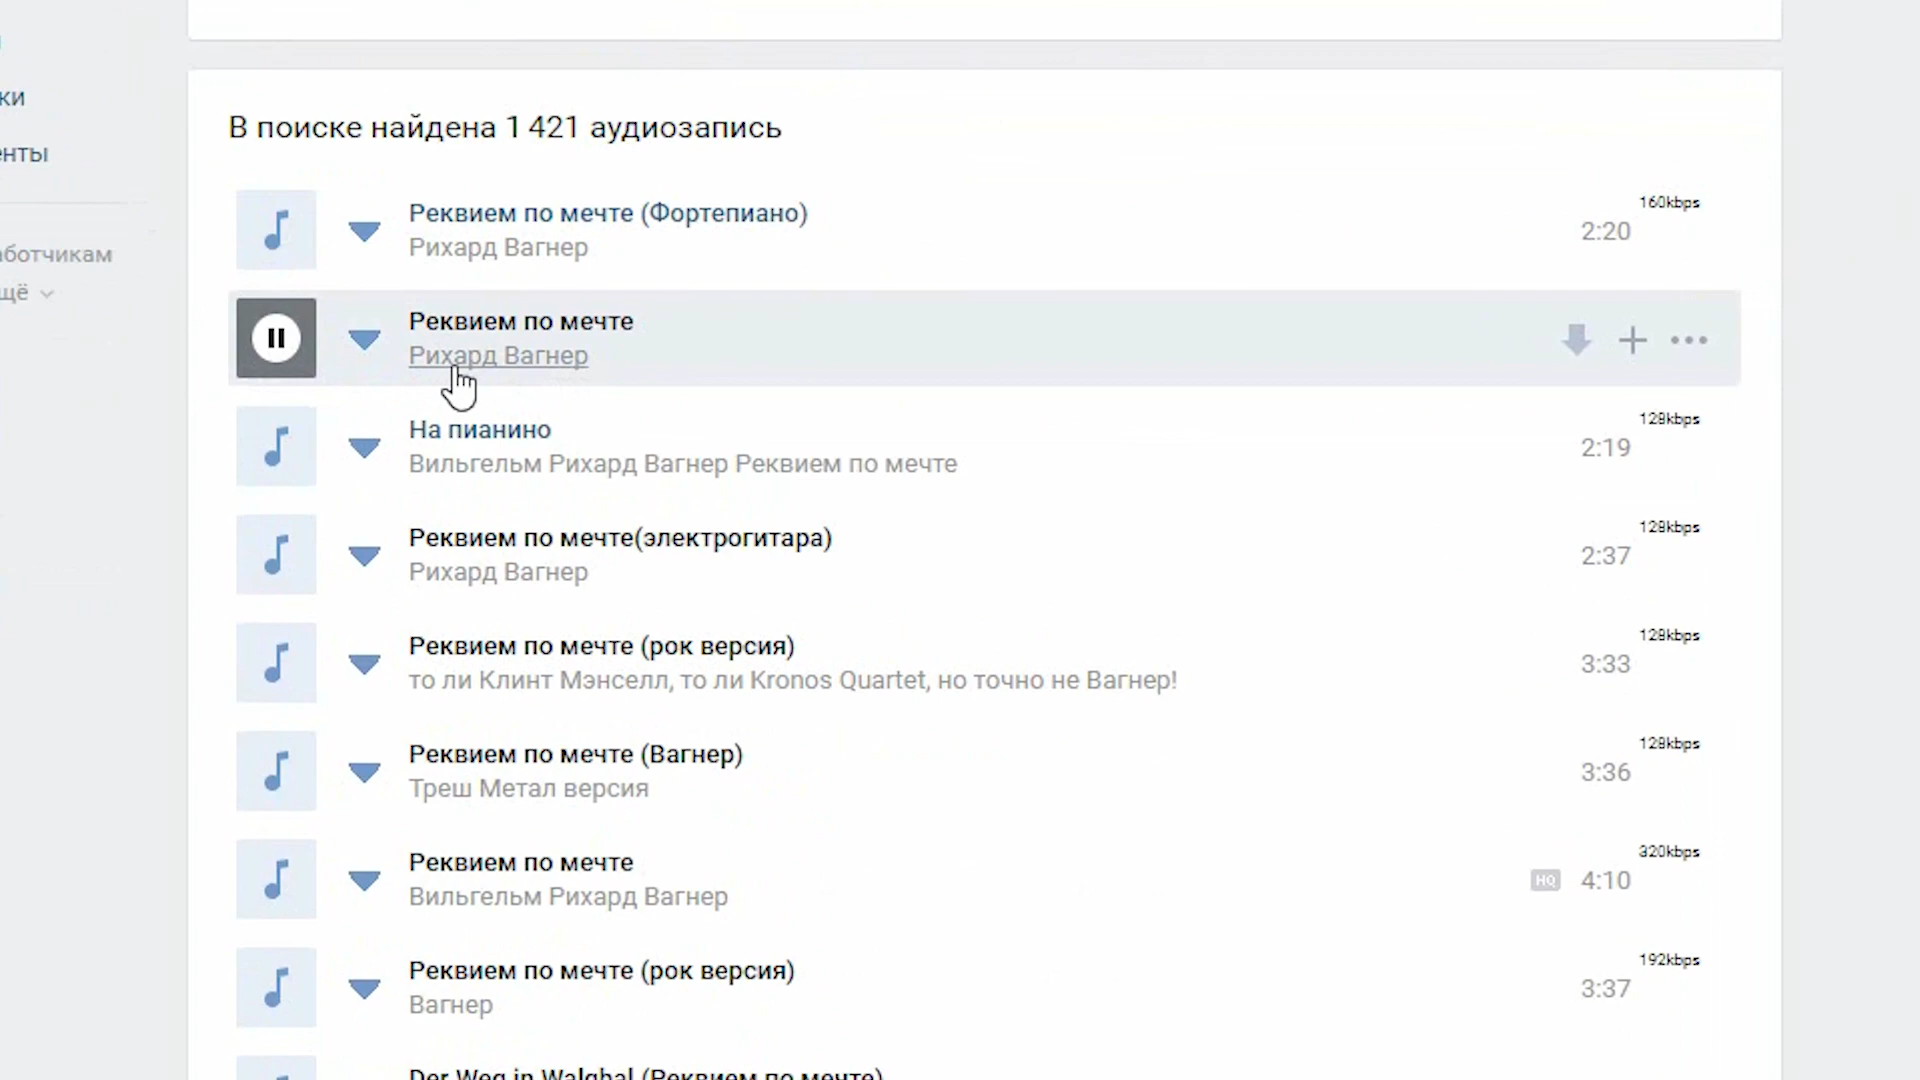 ки
енты
аботчикам
щё
В поиске найдена 1 421 аудиозапись
Реквием по мечте (Фортепиано)
Рихард Вагнер
160kbps
2:20
Реквием по мечте
Рихард Вагнер
На пианино
Вильгельм Рихард Вагнер Реквием по мечте
128kbps
2:19
Реквием по мечте(электрогитара)
Рихард Вагнер
128kbps
2:37
Реквием по мечте (рок версия)
то ли Клинт Мэнселл, то ли Kronos Quartet, но точно не Вагнер!
128kbps
3:33
Реквием по мечте (Вагнер)
Треш Метал версия
128kbps
3:36
Реквием по мечте
Вильгельм Рихард Вагнер
320kbps
HQ 4:10
Реквием по мечте (рок версия)
Вагнер
192kbps
3:37
Der Weg in Walghal (Реквием по мечте)